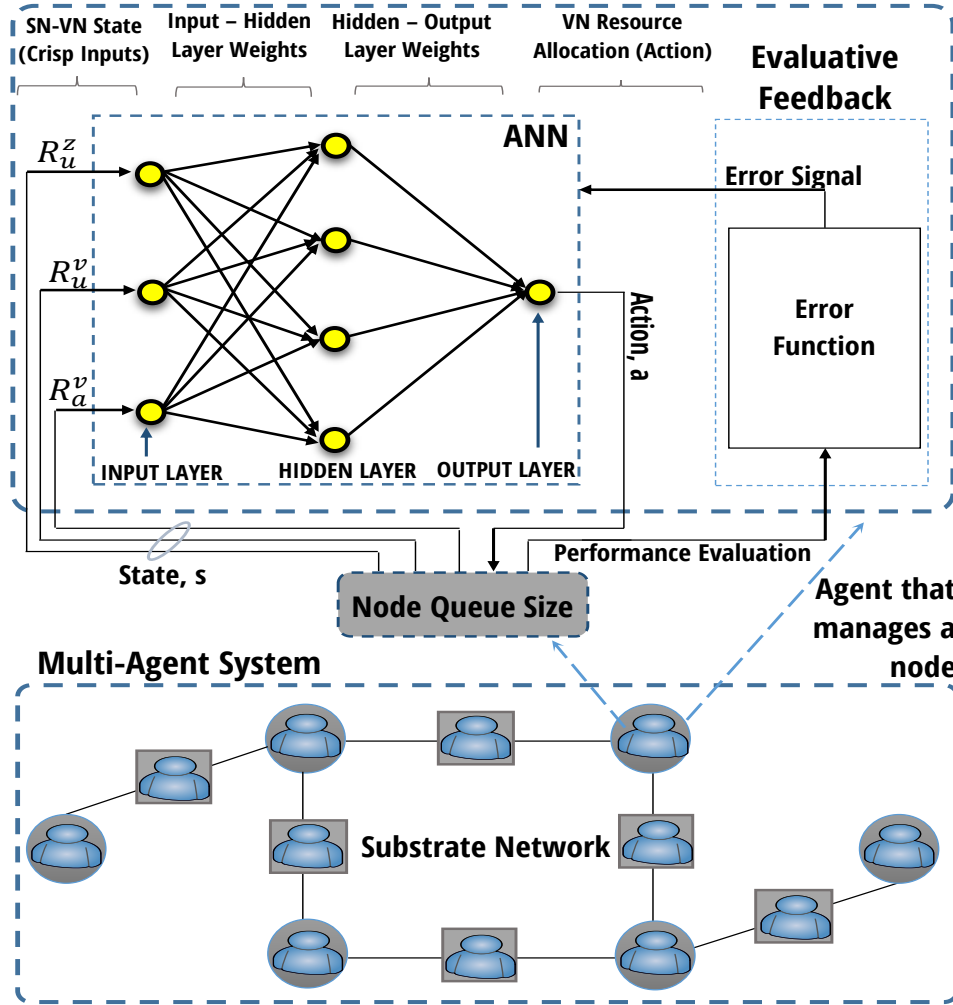 SN-VN State
(Crisp Inputs)
Input – Hidden
Layer Weights
Hidden – Output
Layer Weights
VN Resource
Allocation (Action)
Evaluative
Feedback
ANN
R_u^z
R_u^v
R_a^v
Error Signal
Error
Function
Action, a
INPUT LAYER
HIDDEN LAYER
OUTPUT LAYER
State, s
Performance Evaluation
Node Queue Size
Agent that
manages a
node
Multi-Agent System
Substrate Network